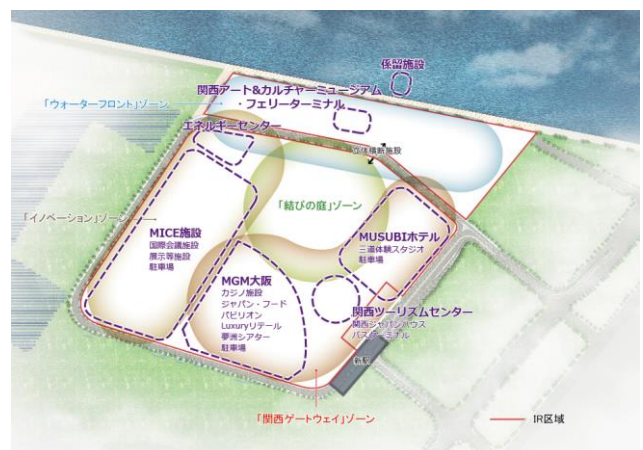 係留施設
関西アート&カルチャーミュージアム
・フェリーターミナル
「ウォーターフロント」ゾーン
エネルギーセンター
立体横断施設
「結びの庭」ゾーン
「イノベーション」ゾーン
MICE施設
国際会議施設
展示等施設
駐車場
MUSUBIホテル
三道体験スタジオ
駐車場
MGM大阪
カジノ施設
ジャパン・フード
パビリオン
Luxuryリテール
夢洲シアター
駐車場
関西ツーリズムセンター
関西ジャパンハウス
バスターミナル
新駅
「関西ゲートウェイ」ゾーン
IR区域